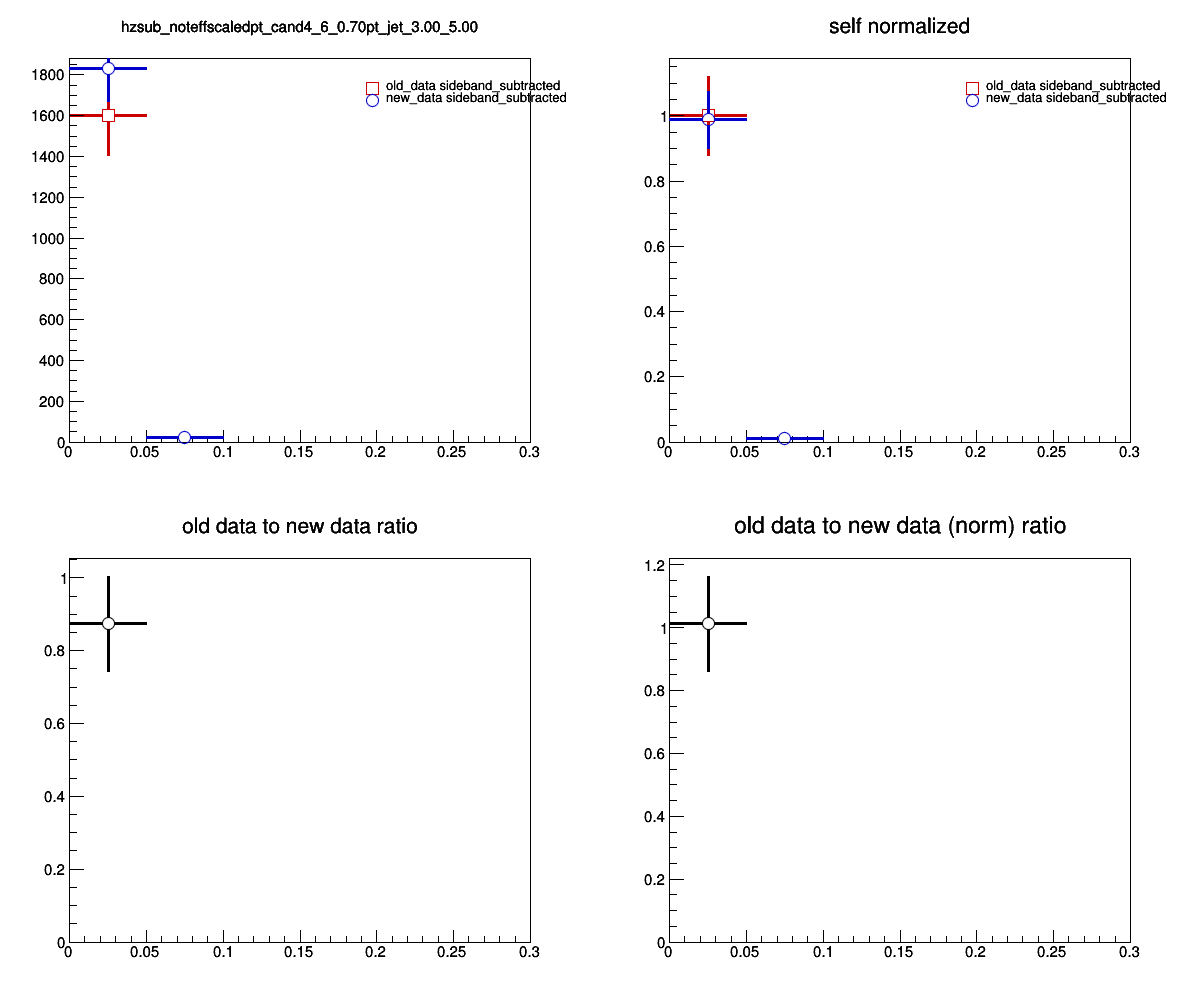 hzsub_noteffscaledpt_cand4_6_0.70pt_jet_3.00_5.00
old_data sideband_subtracted
new_data sideband_subtracted
1800
1600
1400
1200
1000
800
600
400
200
0
0 0.05 0.1 0.15 0.2 0.25 0.3
self normalized
old_data sideband_subtracted
new_data sideband_subtracted
1
0.8
0.6
0.4
0.2
0
0 0.05 0.1 0.15 0.2 0.25 0.3
old data to new data ratio
1
0.8
0.6
0.4
0.2
0
0 0.05 0.1 0.15 0.2 0.25 0.3
old data to new data (norm) ratio
1.2
1
0.8
0.6
0.4
0.2
0
0 0.05 0.1 0.15 0.2 0.25 0.3